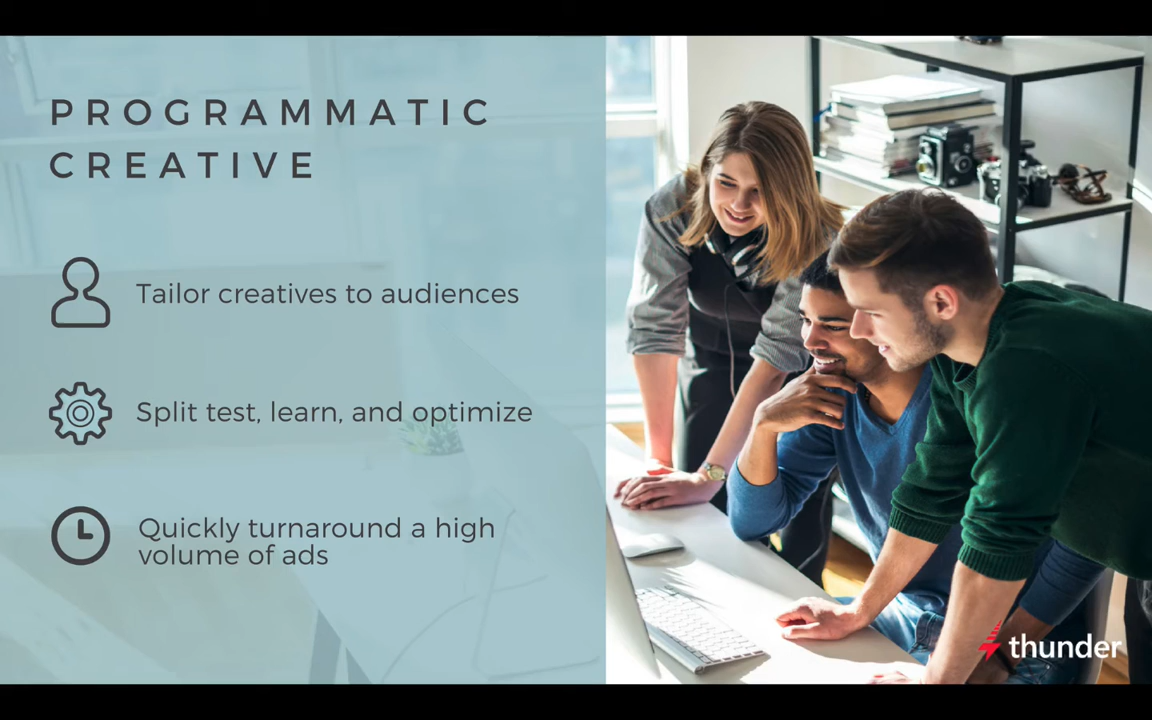 PROGRAMMATIC
CREATIVE
Tailor creatives to audiences
Split test, learn, and optimize
Quickly turnaround a high
volume of ads
thunder